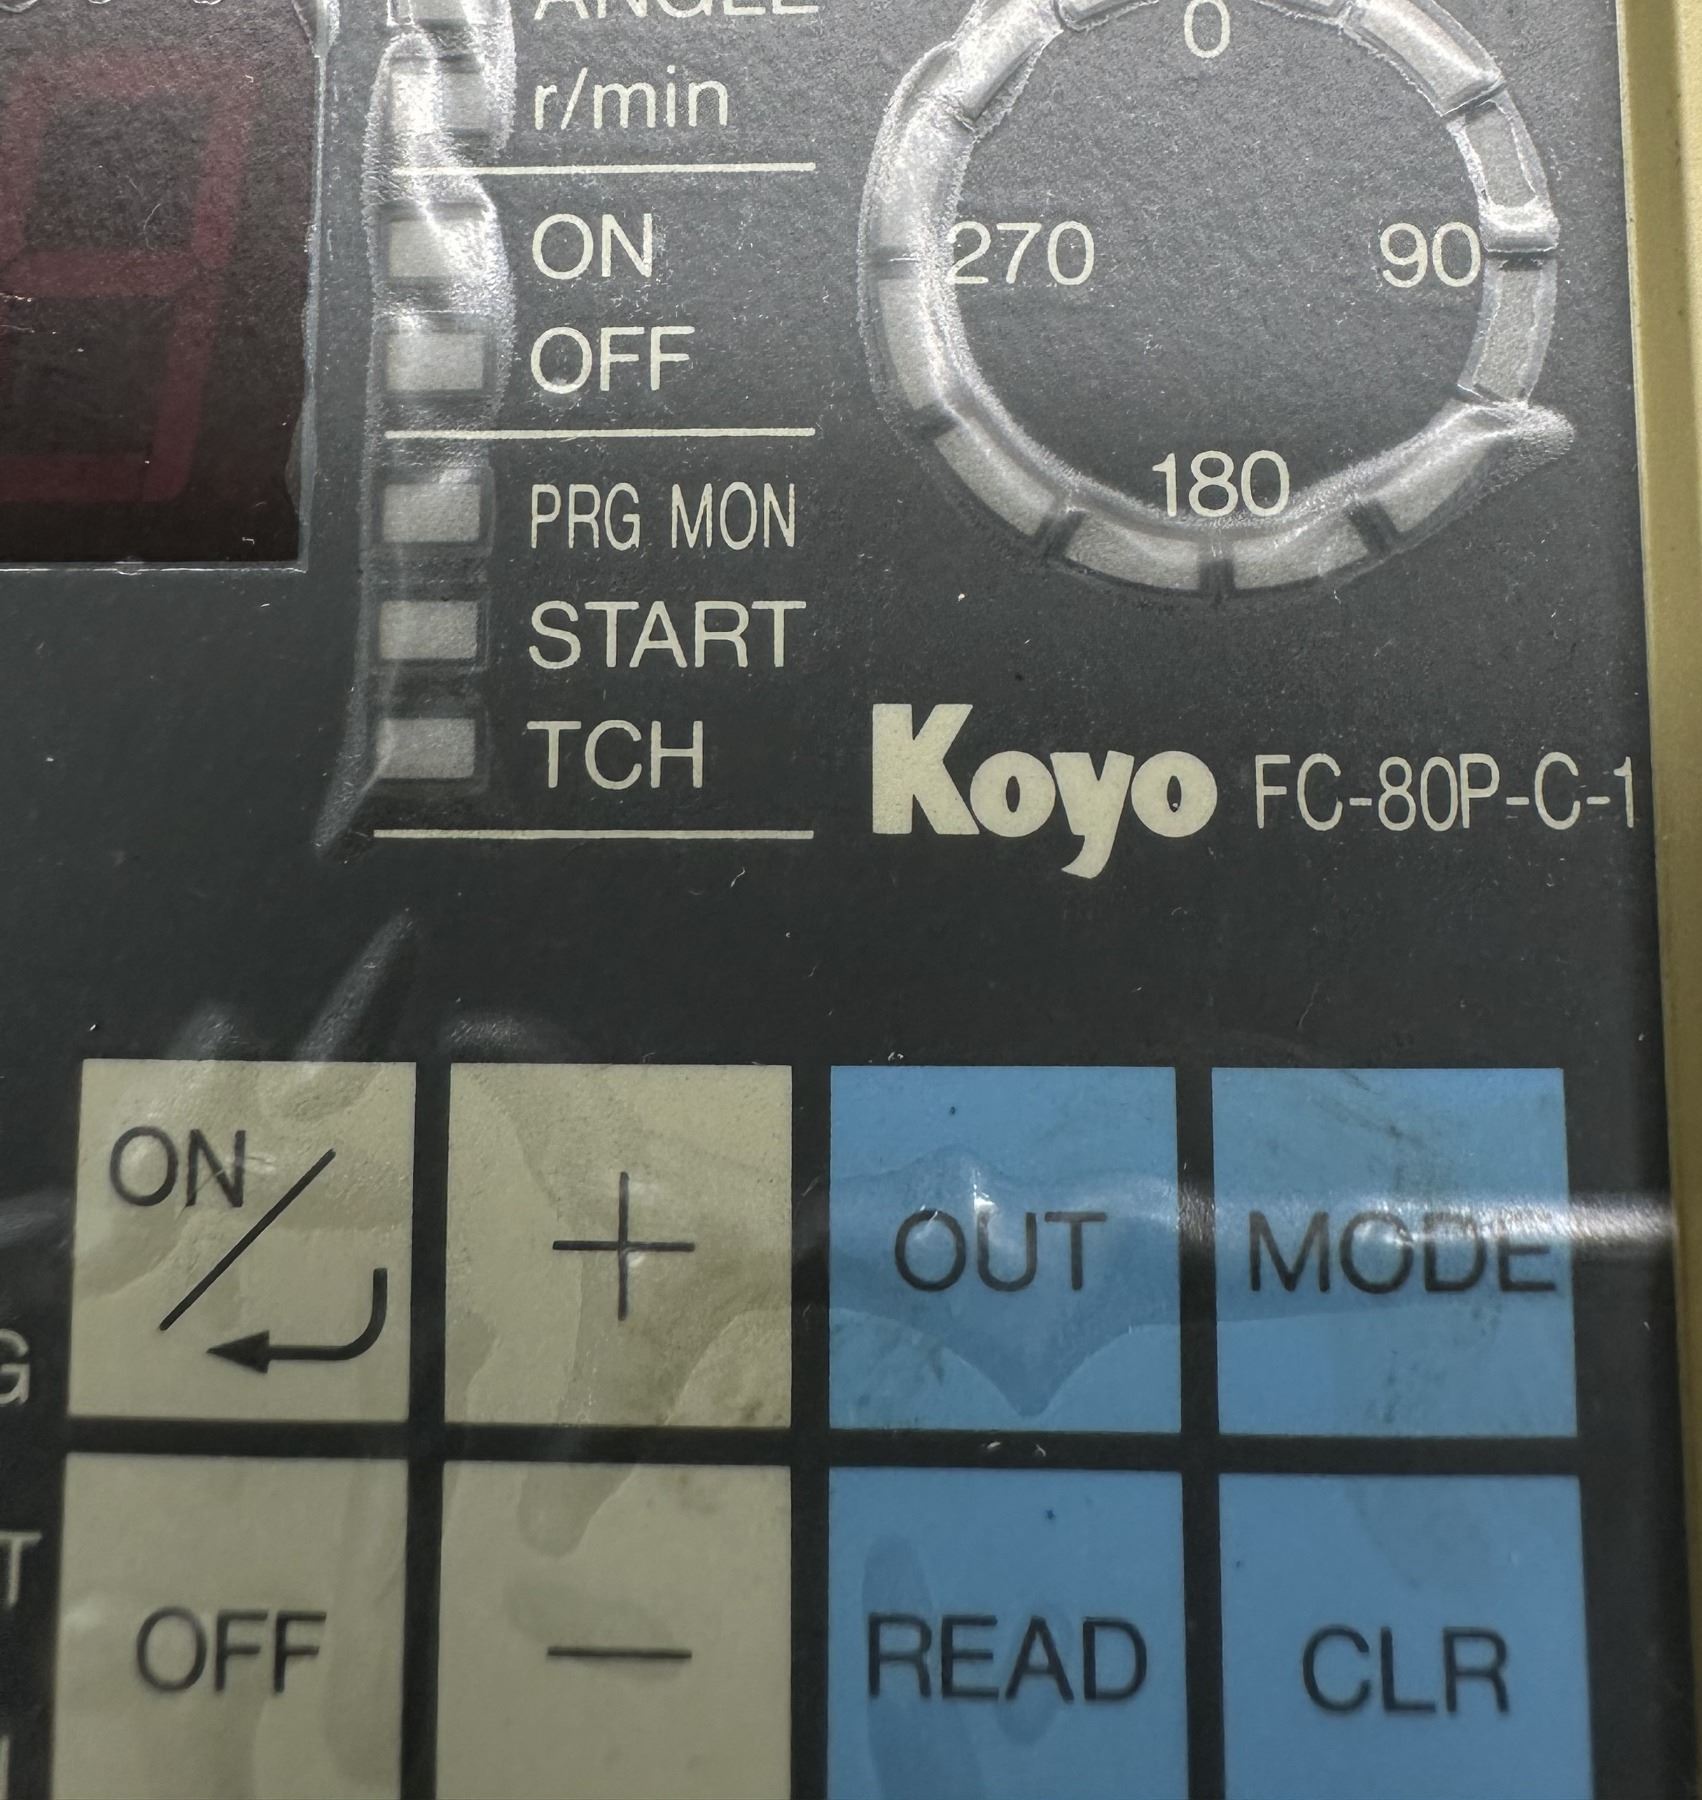 ANGLE
r/min
ON
OFF
PRG MON
START
TCH
0
270 90
180
Koyo FC-80P-C-1
ON/
+
OUT
MODE
G
T
OFF
—
READ
CLR